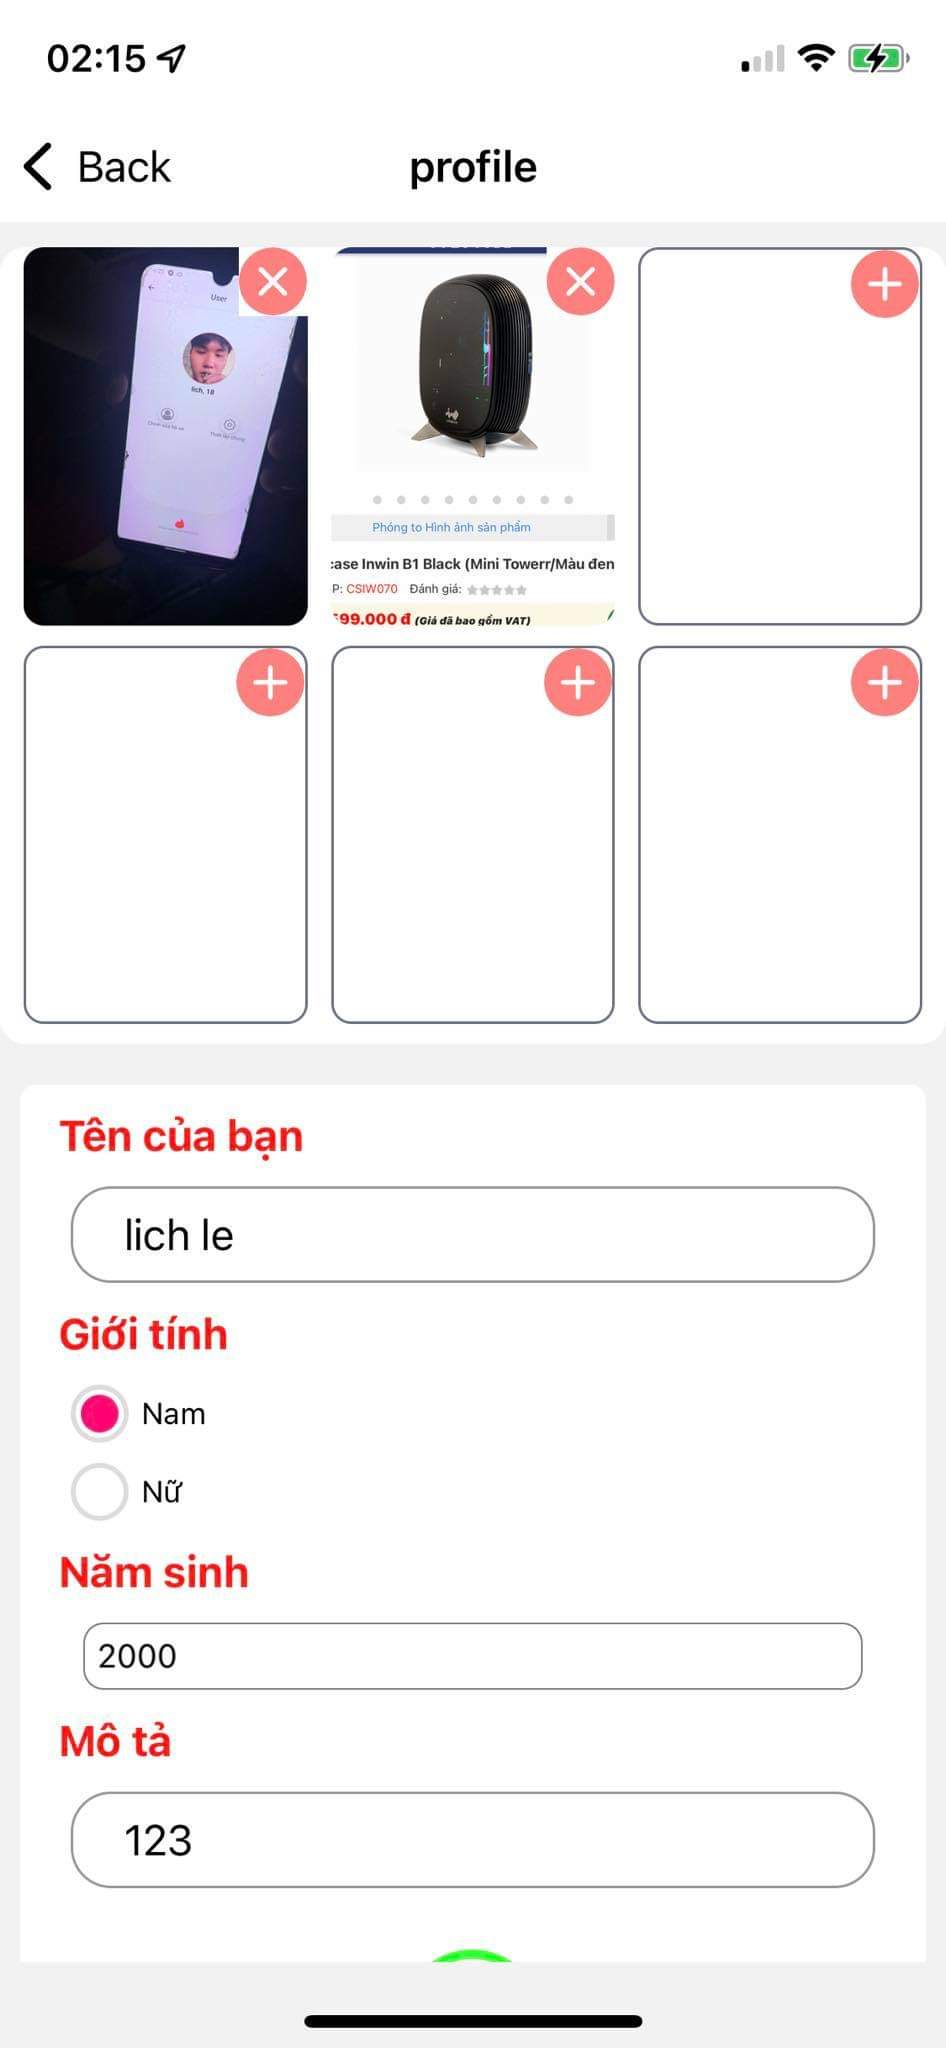 02:15
Back
profile
User
lich, 18
Phóng to Hình ảnh sản phẩm
ase Inwin B1 Black (Mini Towerr/Màu đen
P: CSIW070 Đánh giá:
99.000 đ (Giá đã bao gồm VAT)
Tên của bạn
lich le
Giới tính
Nam
Nữ
Năm sinh
2000
Mô tả
123